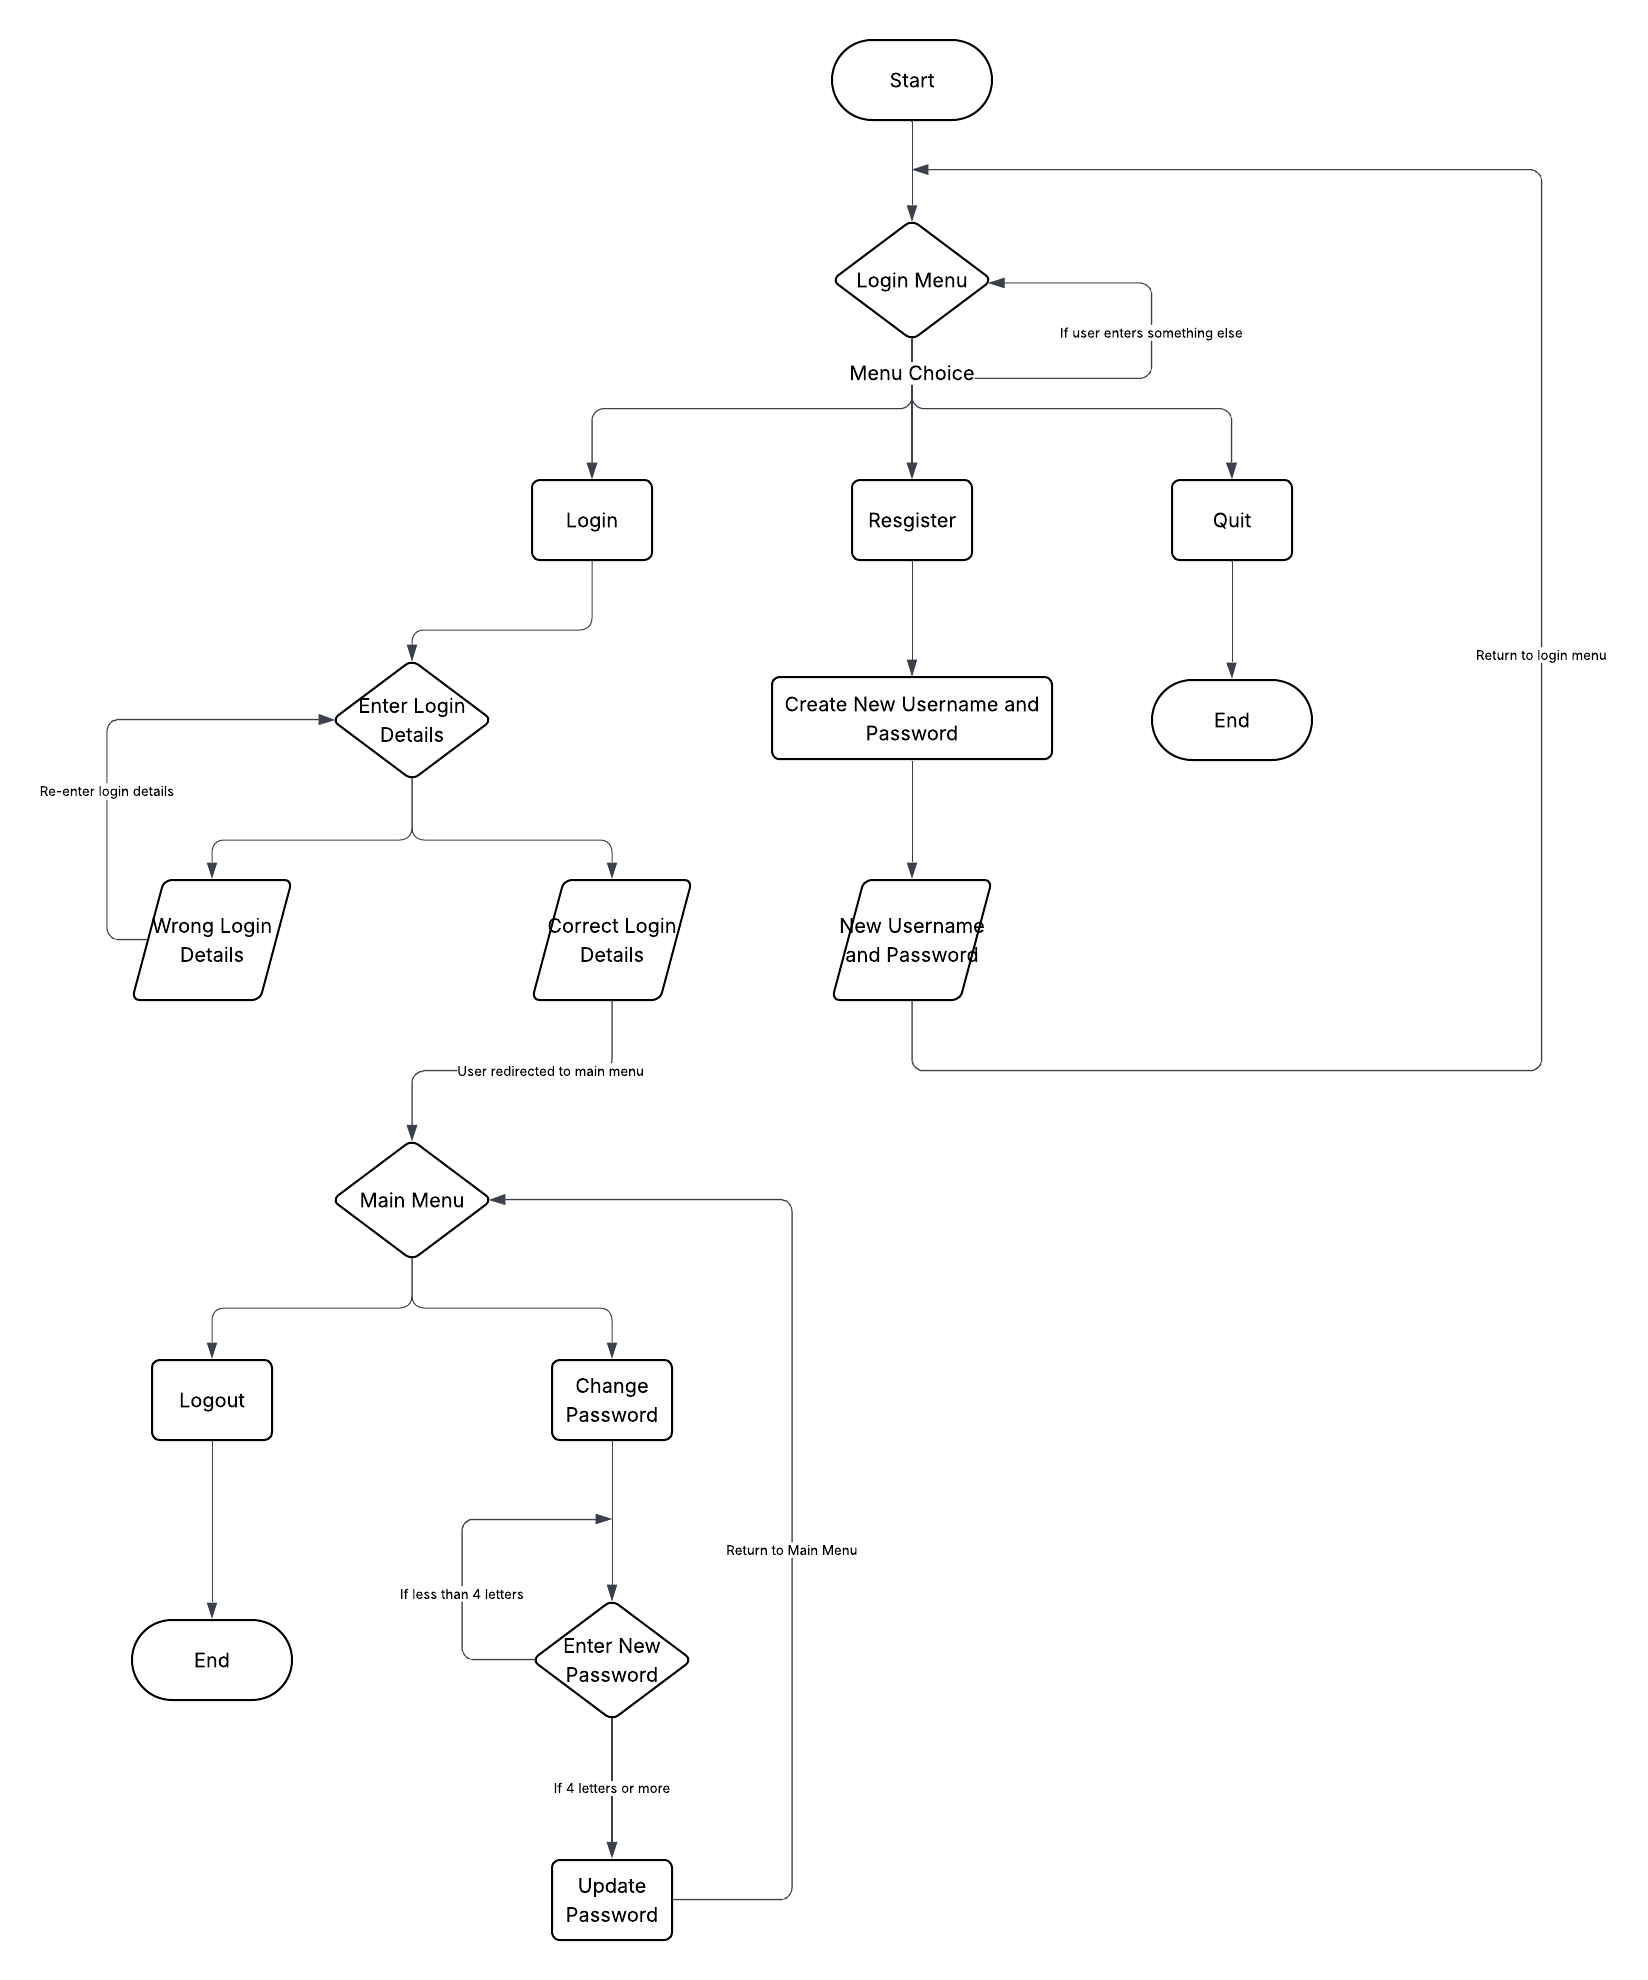 Start
Login Menu
If user enters something else
Menu Choice
Login
Resgister
Quit
Return to login menu
Enter Login
Details
Create New Username and
Password
End
Re-enter login details
Wrong Login
Details
Correct Login
Details
New Username
and Password
User redirected to main menu
Main Menu
Logout
Change
Password
Return to Main Menu
If less than 4 letters
End
Enter New
Password
If 4 letters or more
Update
Password